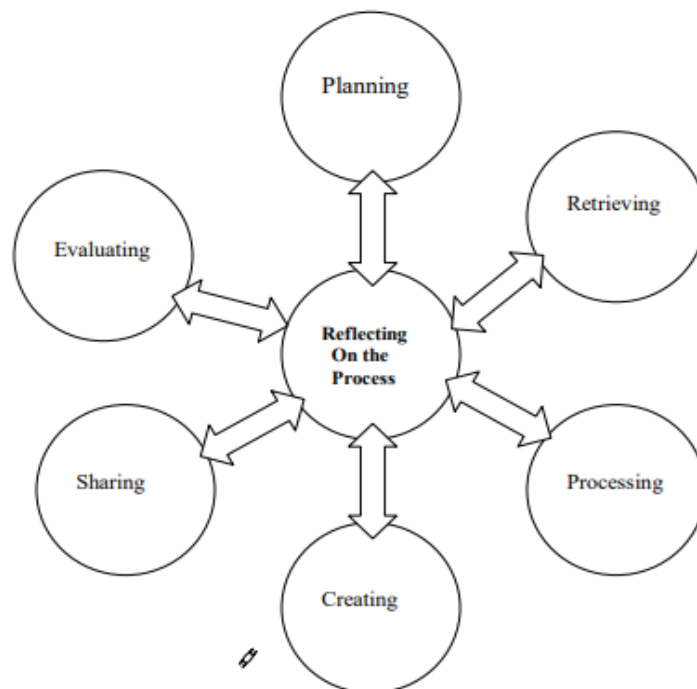 Planning
Retrieving
Evaluating
Reflecting
On the
Process
Sharing
Processing
Creating